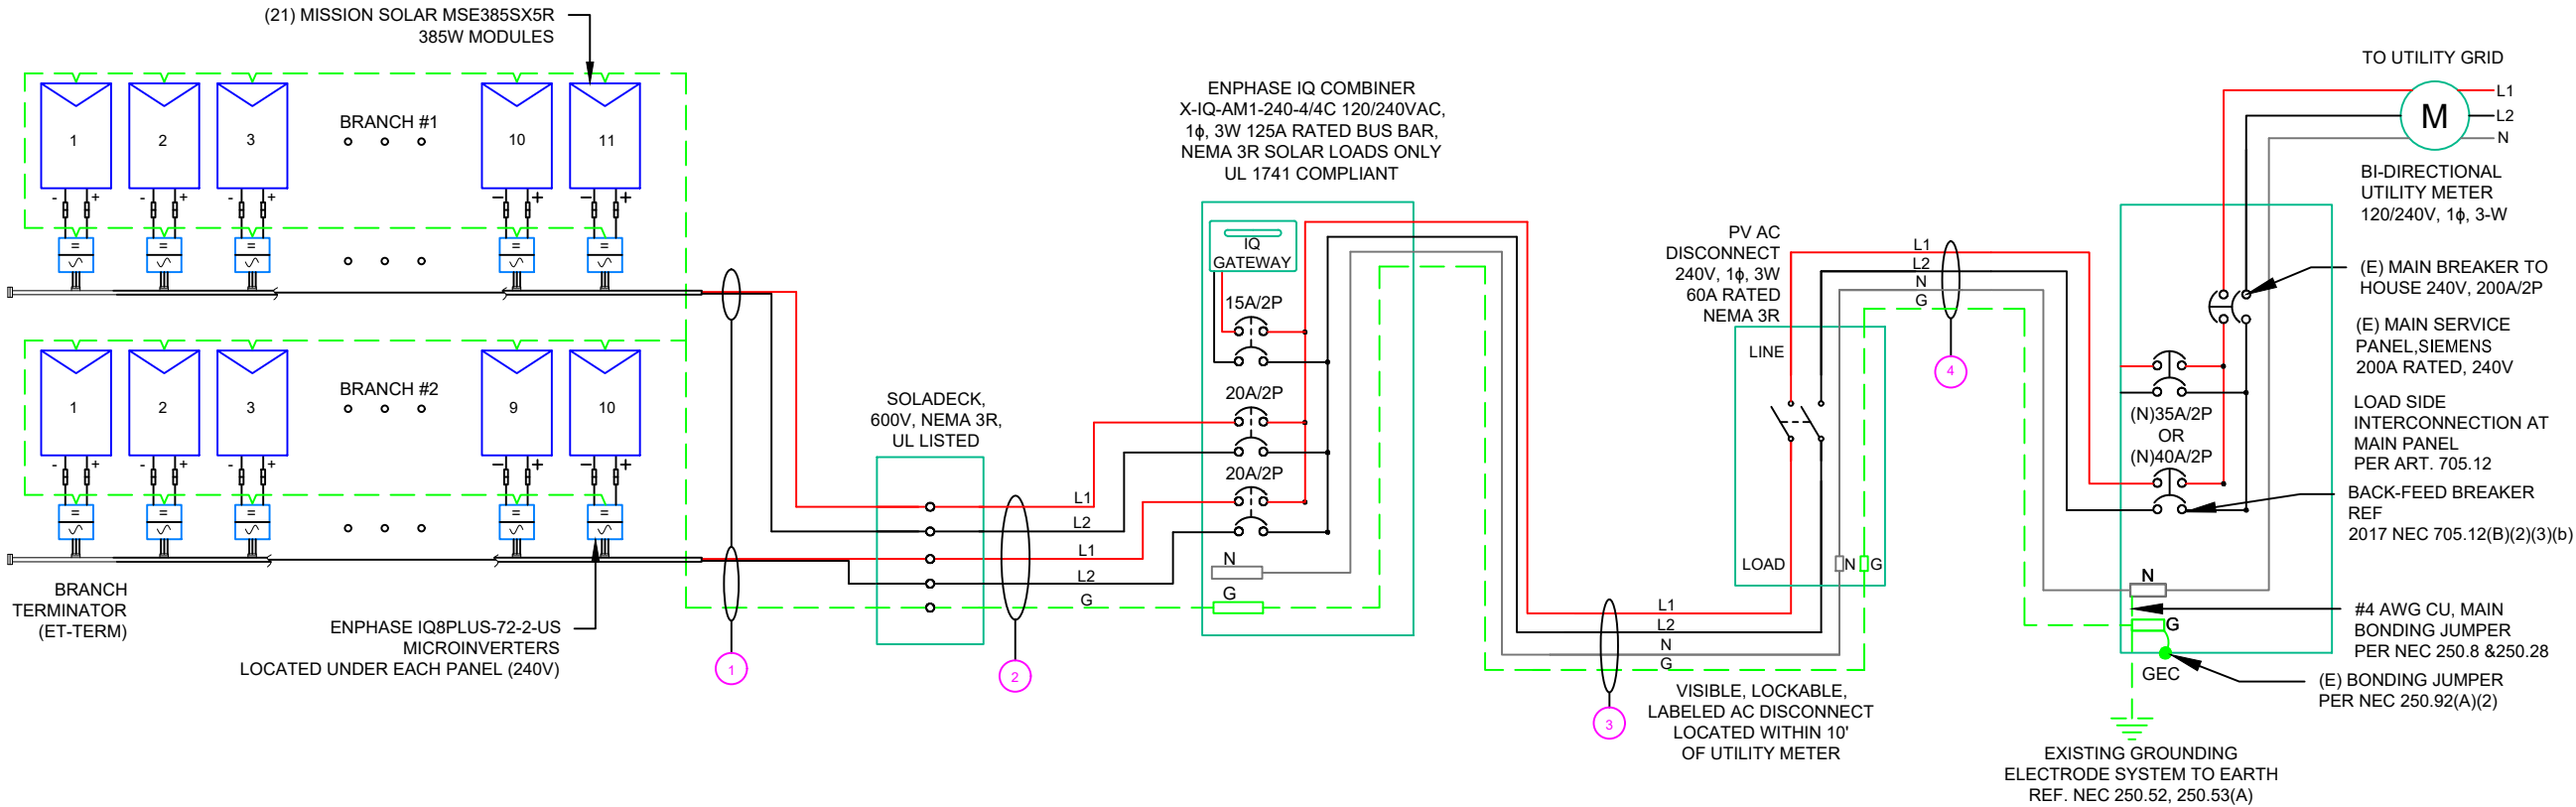 (21) MISSION SOLAR MSE385SX5R
385W MODULES
1
2
3
BRANCH #1
10
11
- +
- +
- +
- +
- +
=
=
=
=
=
1
2
3
BRANCH #2
9
10
- +
- +
- +
- +
- +
=
=
=
=
=
BRANCH
TERMINATOR
(ET-TERM)
ENPHASE IQ8PLUS-72-2-US
MICROINVERTERS
LOCATED UNDER EACH PANEL (240V)
1
SOLADECK,
600V, NEMA 3R,
UL LISTED
L1
L2
L1
L2
G
2
ENPHASE IQ COMBINER
X-IQ-AM1-240-4/4C 120/240VAC,
1ϕ, 3W 125A RATED BUS BAR,
NEMA 3R SOLAR LOADS ONLY
UL 1741 COMPLIANT
IQ
GATEWAY
15A/2P
20A/2P
20A/2P
N
G
L1
L2
N
G
3
PV AC
DISCONNECT
240V, 1ϕ, 3W
60A RATED
NEMA 3R
LINE
LOAD
N
G
VISIBLE, LOCKABLE,
LABELED AC DISCONNECT
LOCATED WITHIN 10'
OF UTILITY METER
L1
L2
N
G
4
TO UTILITY GRID
M
L1
L2
N
BI-DIRECTIONAL
UTILITY METER
120/240V, 1ϕ, 3-W
(E) MAIN BREAKER TO
HOUSE 240V, 200A/2P
(E) MAIN SERVICE
PANEL,SIEMENS
200A RATED, 240V
(N)35A/2P
OR
(N)40A/2P
LOAD SIDE
INTERCONNECTION AT
MAIN PANEL
PER ART. 705.12
BACK-FEED BREAKER
REF
2017 NEC 705.12(B)(2)(3)(b)
N
G
GEC
#4 AWG CU, MAIN
BONDING JUMPER
PER NEC 250.8 &250.28
(E) BONDING JUMPER
PER NEC 250.92(A)(2)
EXISTING GROUNDING
ELECTRODE SYSTEM TO EARTH
REF. NEC 250.52, 250.53(A)